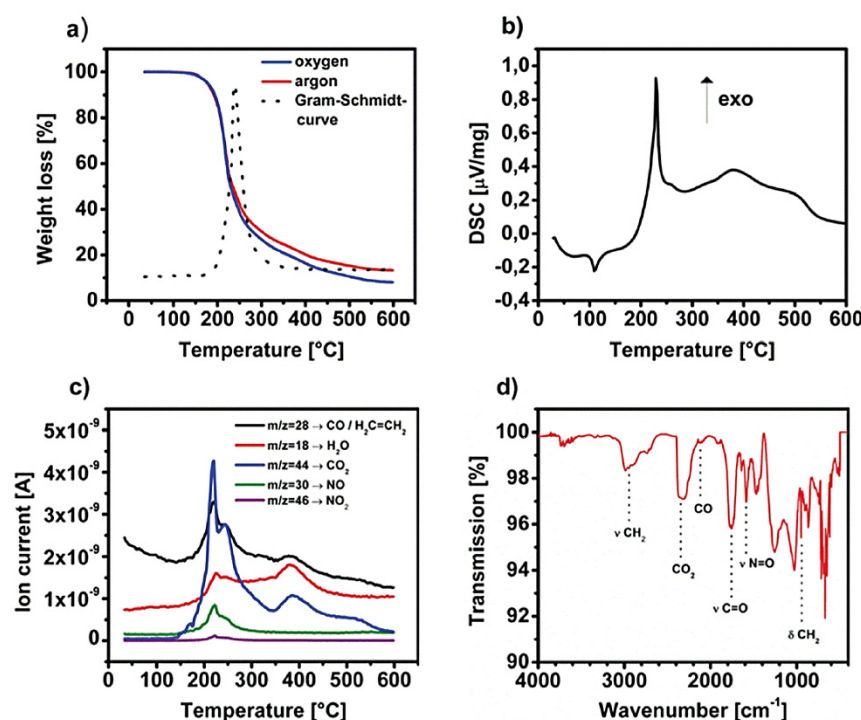 a)
oxygen
argon
Gram-Schmidt-
curve
Weight loss [%]
100
80
60
40
20
0
0 100 200 300 400 500 600
Temperature [°C]
b)
exo
DSC [µV/mg]
1,0
0,8
0,6
0,4
0,2
0,0
-0,2
-0,4
0 100 200 300 400 500 600
Temperature [°C]
c)
m/z=28 → CO / H₂C=CH₂
m/z=18 → H₂O
m/z=44 → CO₂
m/z=30 → NO
m/z=46 → NO₂
Ion current [A]
5x10⁻⁹
4x10⁻⁹
3x10⁻⁹
2x10⁻⁹
1x10⁻⁹
0
0 100 200 300 400 500 600
Temperature [°C]
d)
Transmission [%]
100
98
96
94
92
90
ν CH₂
CO₂
CO
ν C=O
ν N=O
δ CH₂
4000 3000 2000 1000
Wavenumber [cm⁻¹]